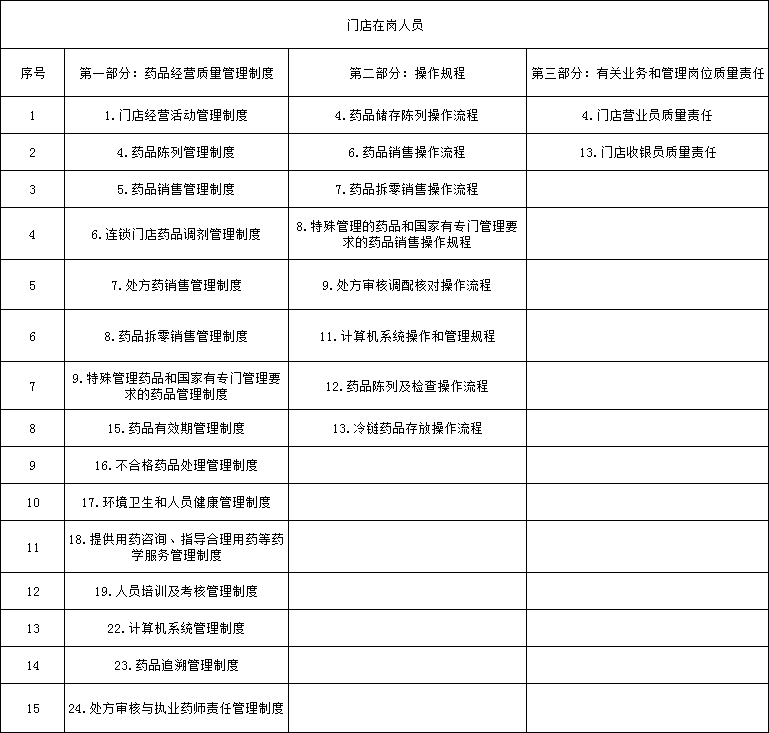 门店在岗人员
序号 第一部分：药品经营质量管理制度 第二部分：操作规程 第三部分：有关业务和管理岗位质量责任
1 1.门店经营活动管理制度 4.药品储存陈列操作流程 4.门店营业员质量责任
2 4.药品陈列管理制度 6.药品销售操作流程 13.门店收银员质量责任
3 5.药品销售管理制度 7.药品拆零销售操作流程
4 6.连锁门店药品调剂管理制度 8.特殊管理的药品和国家有专门管理要
求的药品销售操作规程
5 7.处方药销售管理制度 9.处方审核调配核对操作流程
6 8.药品拆零销售管理制度 11.计算机系统操作和管理规程
7 9.特殊管理药品和国家有专门管理要
求的药品管理制度 12.药品陈列及检查操作流程
8 15.药品有效期管理制度 13.冷链药品存放操作流程
9 16.不合格药品处理管理制度
10 17.环境卫生和人员健康管理制度
11 18.提供用药咨询、指导合理用药等药
学服务管理制度
12 19.人员培训及考核管理制度
13 22.计算机系统管理制度
14 23.药品追溯管理制度
15 24.处方审核与执业药师责任管理制度